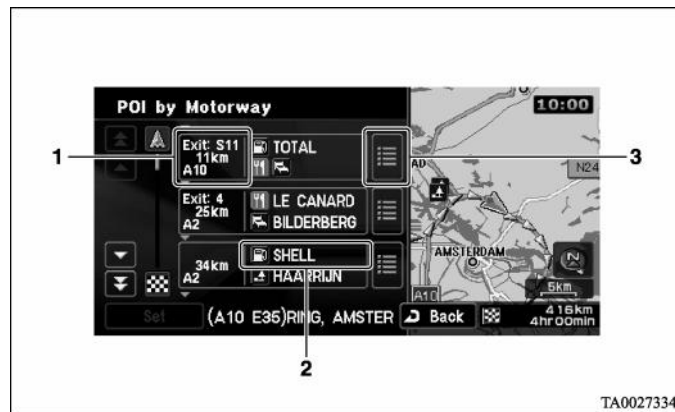 POI by Motorway
10:00
1
Exit: S11
11km
A10
TOTAL
3
AD
N24
Exit: 4
25km
A2
LE CANARD
BILDERBERG
AMSTERDAM
34km
A2
SHELL
HAARRIJN
A10
5km
Set
(A10 E35)RING, AMSTER
Back
416km
4hr00min
2
TA0027334